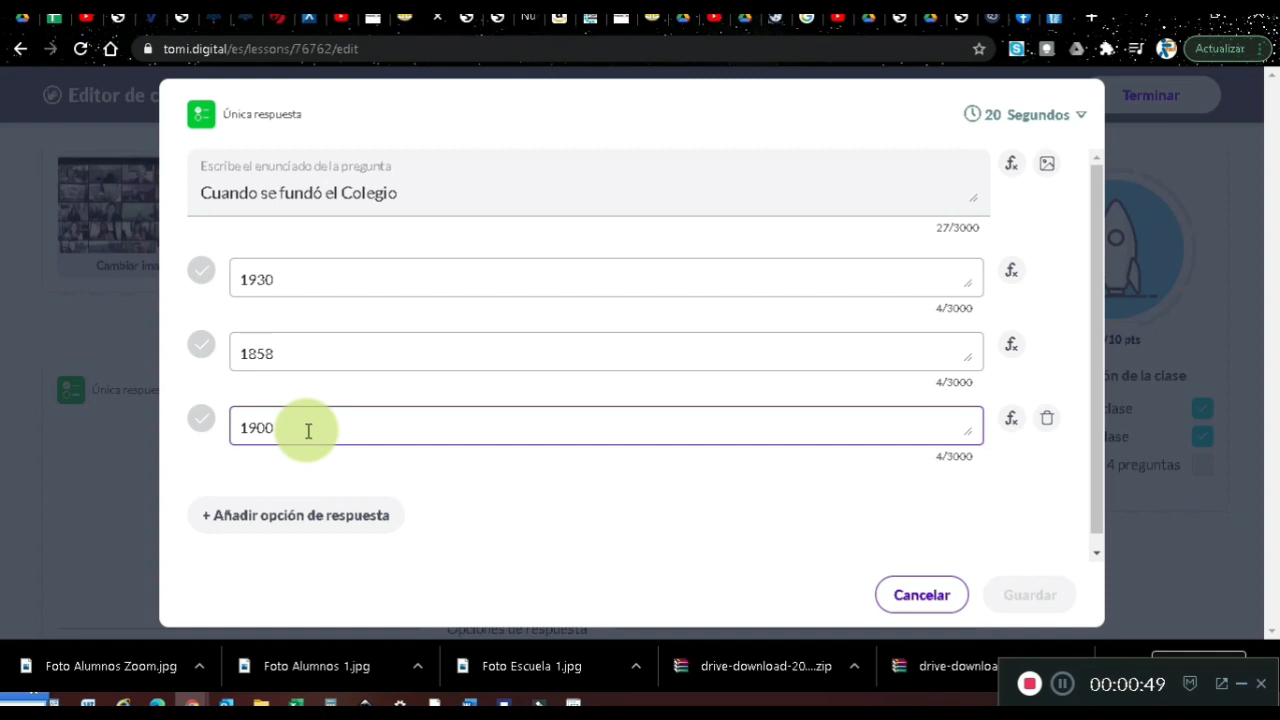 Nu
tomi.digital/es/lessons/76762/edit
Actualizar
Editor de c
Terminar
Única respuesta
20 Segundos
Escribe el enunciado de la pregunta
Cuando se fundó el Colegio
27/3000
Cambiar ima
1930
4/3000
/10 pts
1858
4/3000
ón de la clase
Única respues
clase
1900
lase
4/3000
4 preguntas
+ Añadir opción de respuesta
Cancelar
Guardar
Opciones de respuesta
Foto Alumnos Zoom.jpg
Foto Alumnos 1.jpg
Foto Escuela 1.jpg
drive-download-20....zip
drive-downloa
00:00:49